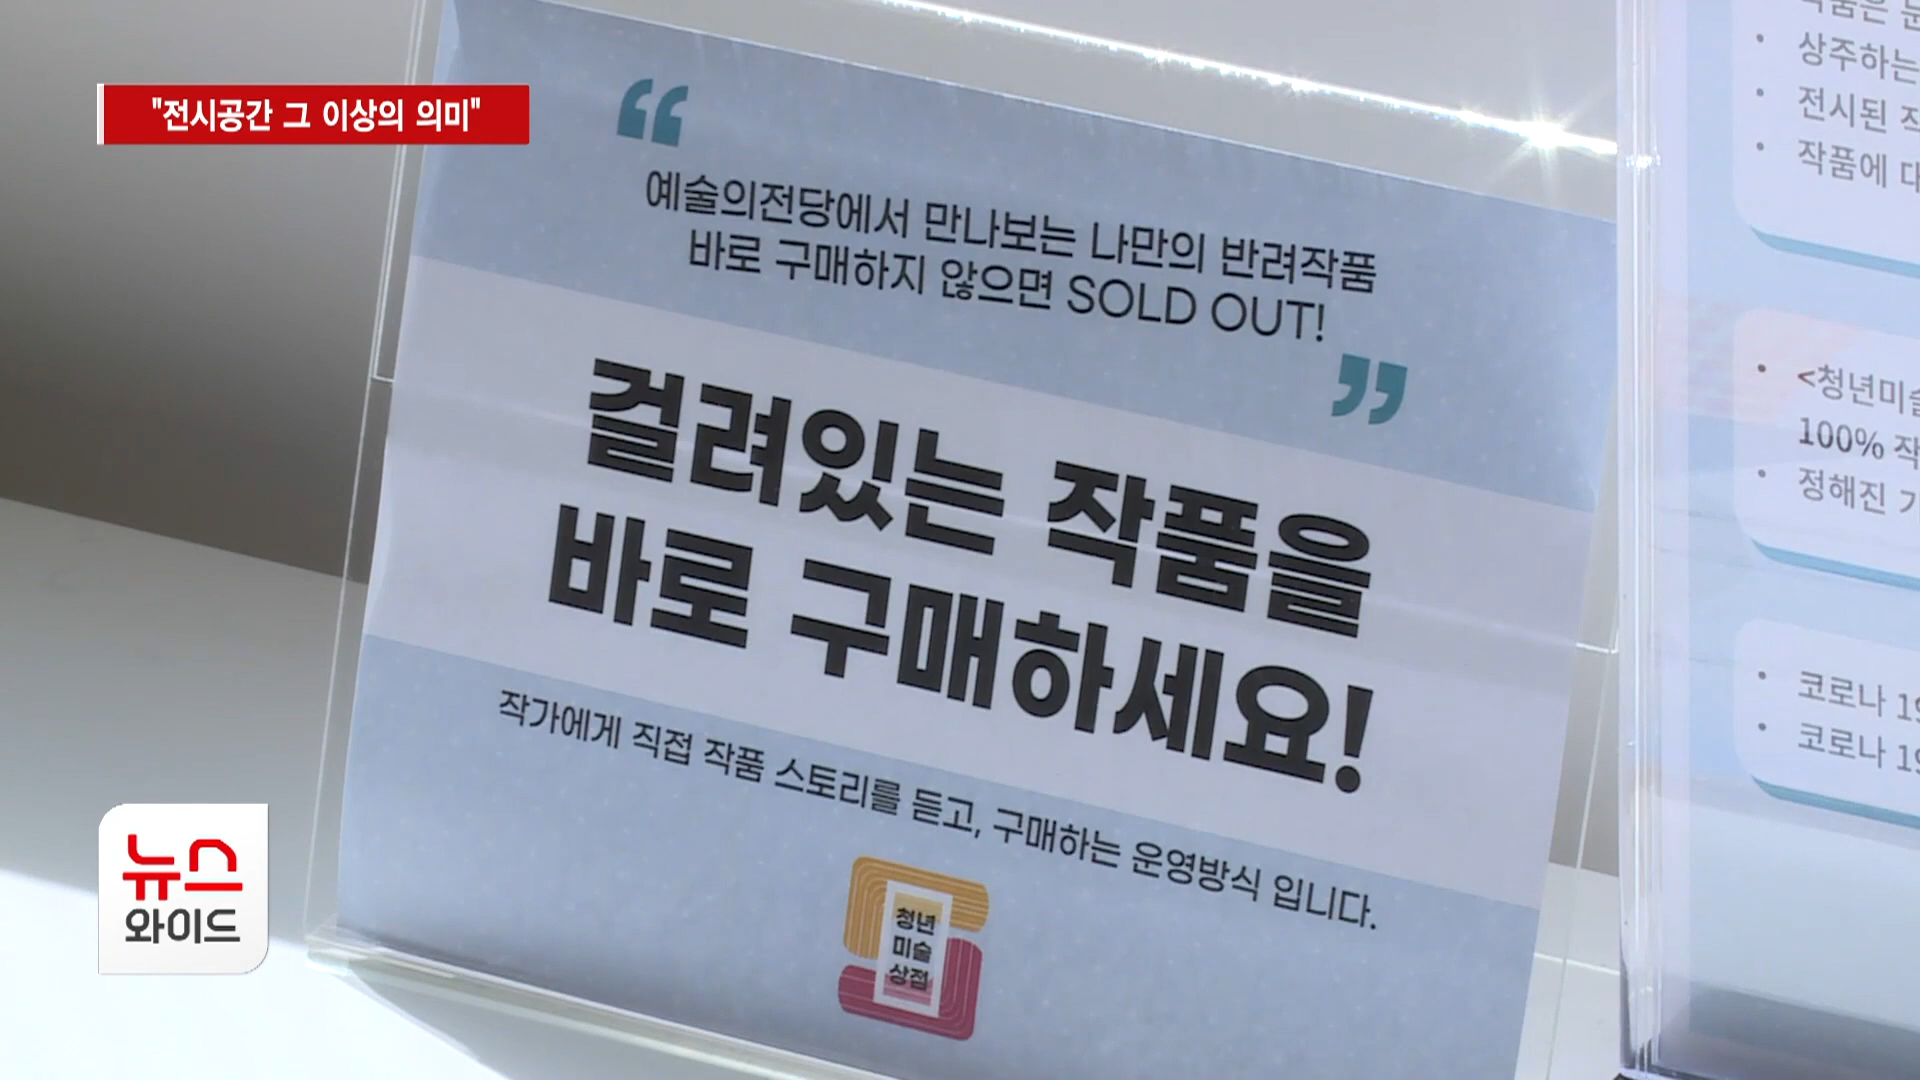 "전시공간 그 이상의 의미"
“
예술의전당에서 만나보는 나만의 반려작품
바로 구매하지 않으면 SOLD OUT!
”
걸려있는 작품을
바로 구매하세요!
작가에게 직접 작품 스토리를 듣고, 구매하는 운영방식 입니다.
청년
미술
상점
뉴스
와이드
• 상주하는
• 전시된
• 작품에
• <청년미술
100%
• 정해진
• 코로나
• 코로나